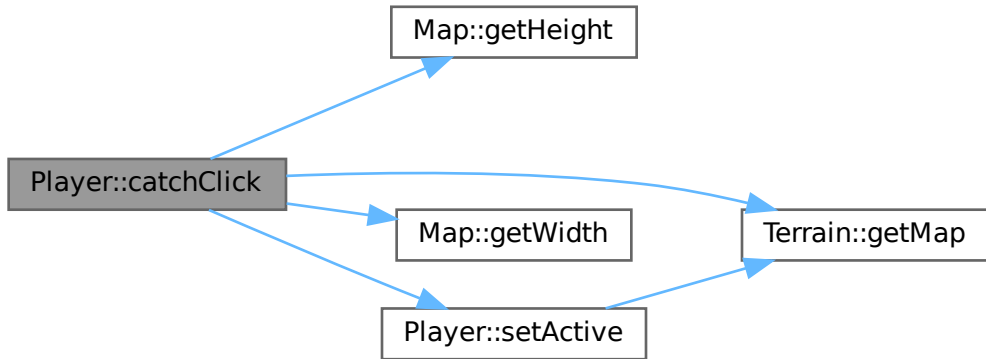 Map::getHeight
Player::catchClick
Map::getWidth
Terrain::getMap
Player::setActive